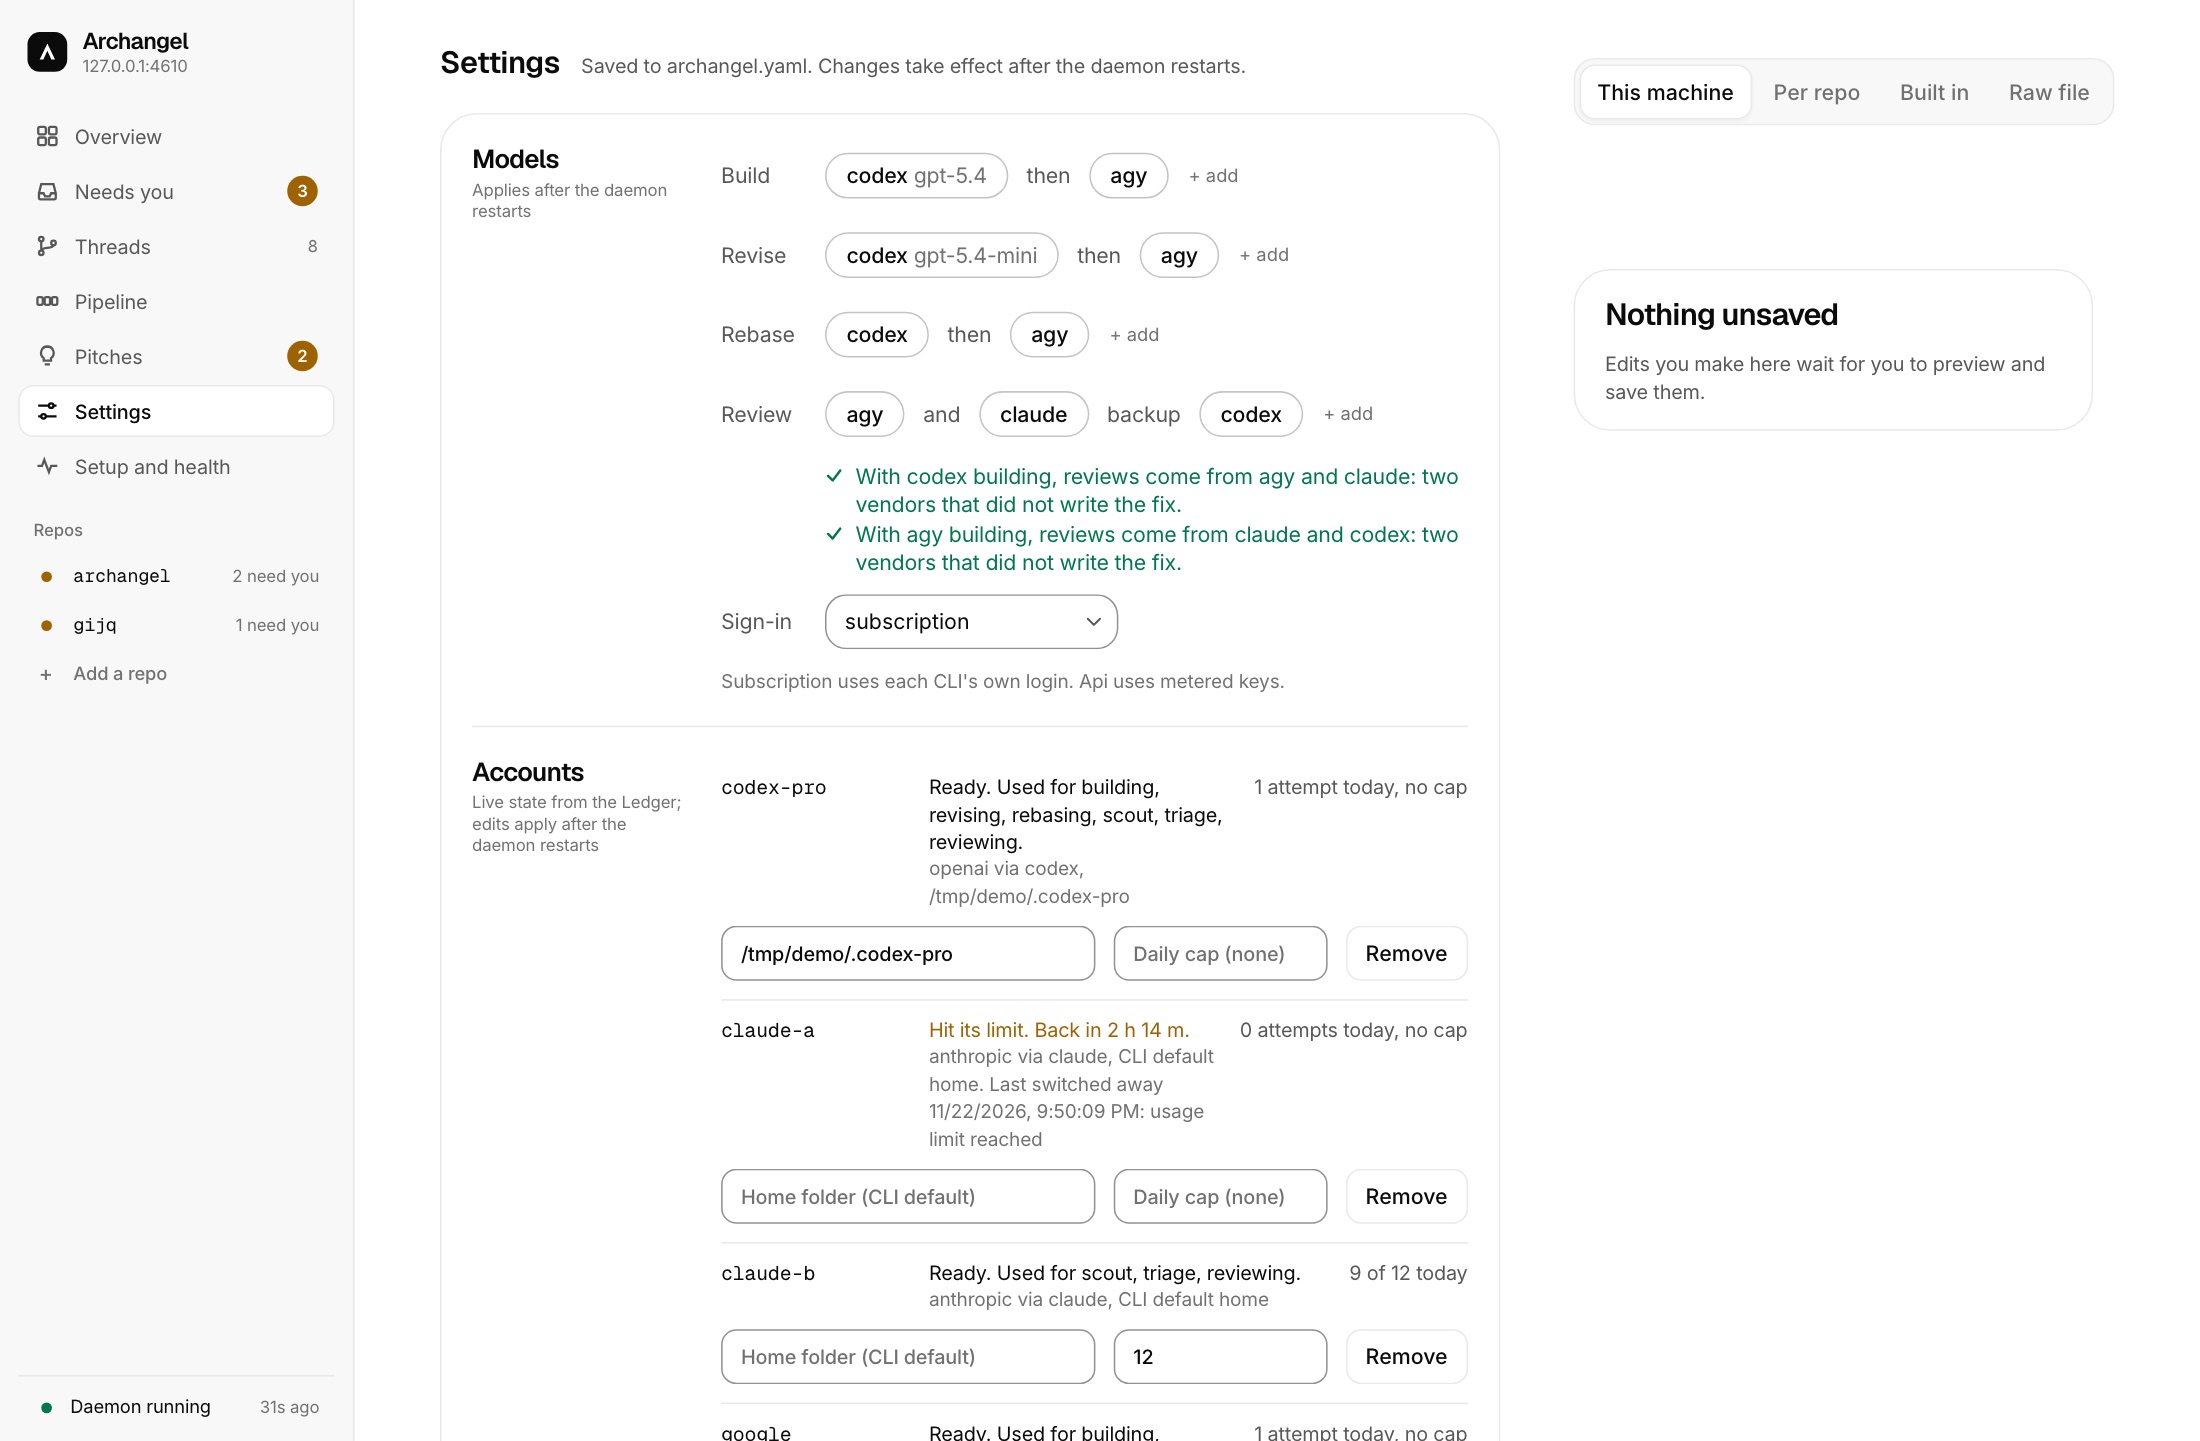 Archangel
127.0.0.1:4610
Overview
Needs you 3
Threads 8
Pipeline
Pitches 2
Settings
Setup and health
Repos
archangel 2 need you
gijq 1 need you
+ Add a repo
Daemon running 31s ago
Settings Saved to archangel.yaml. Changes take effect after the daemon restarts.
This machine Per repo Built in Raw file
Models
Applies after the daemon
restarts
Build codex gpt-5.4 then agy + add
Revise codex gpt-5.4-mini then agy + add
Rebase codex then agy + add
Review agy and claude backup codex + add
With codex building, reviews come from agy and claude: two
vendors that did not write the fix.
With agy building, reviews come from claude and codex: two
vendors that did not write the fix.
Sign-in subscription
Subscription uses each CLI's own login. Api uses metered keys.
Accounts
Live state from the Ledger;
edits apply after the
daemon restarts
codex-pro Ready. Used for building, 1 attempt today, no cap
revising, rebasing, scout, triage,
reviewing.
openai via codex,
/tmp/demo/.codex-pro
/tmp/demo/.codex-pro Daily cap (none) Remove
claude-a Hit its limit. Back in 2 h 14 m. 0 attempts today, no cap
anthropic via claude, CLI default
home. Last switched away
11/22/2026, 9:50:09 PM: usage
limit reached
Home folder (CLI default) Daily cap (none) Remove
claude-b Ready. Used for scout, triage, reviewing. 9 of 12 today
anthropic via claude, CLI default home
Home folder (CLI default) 12 Remove
google Ready. Used for building, 1 attempt today, no cap
Nothing unsaved
Edits you make here wait for you to preview and
save them.